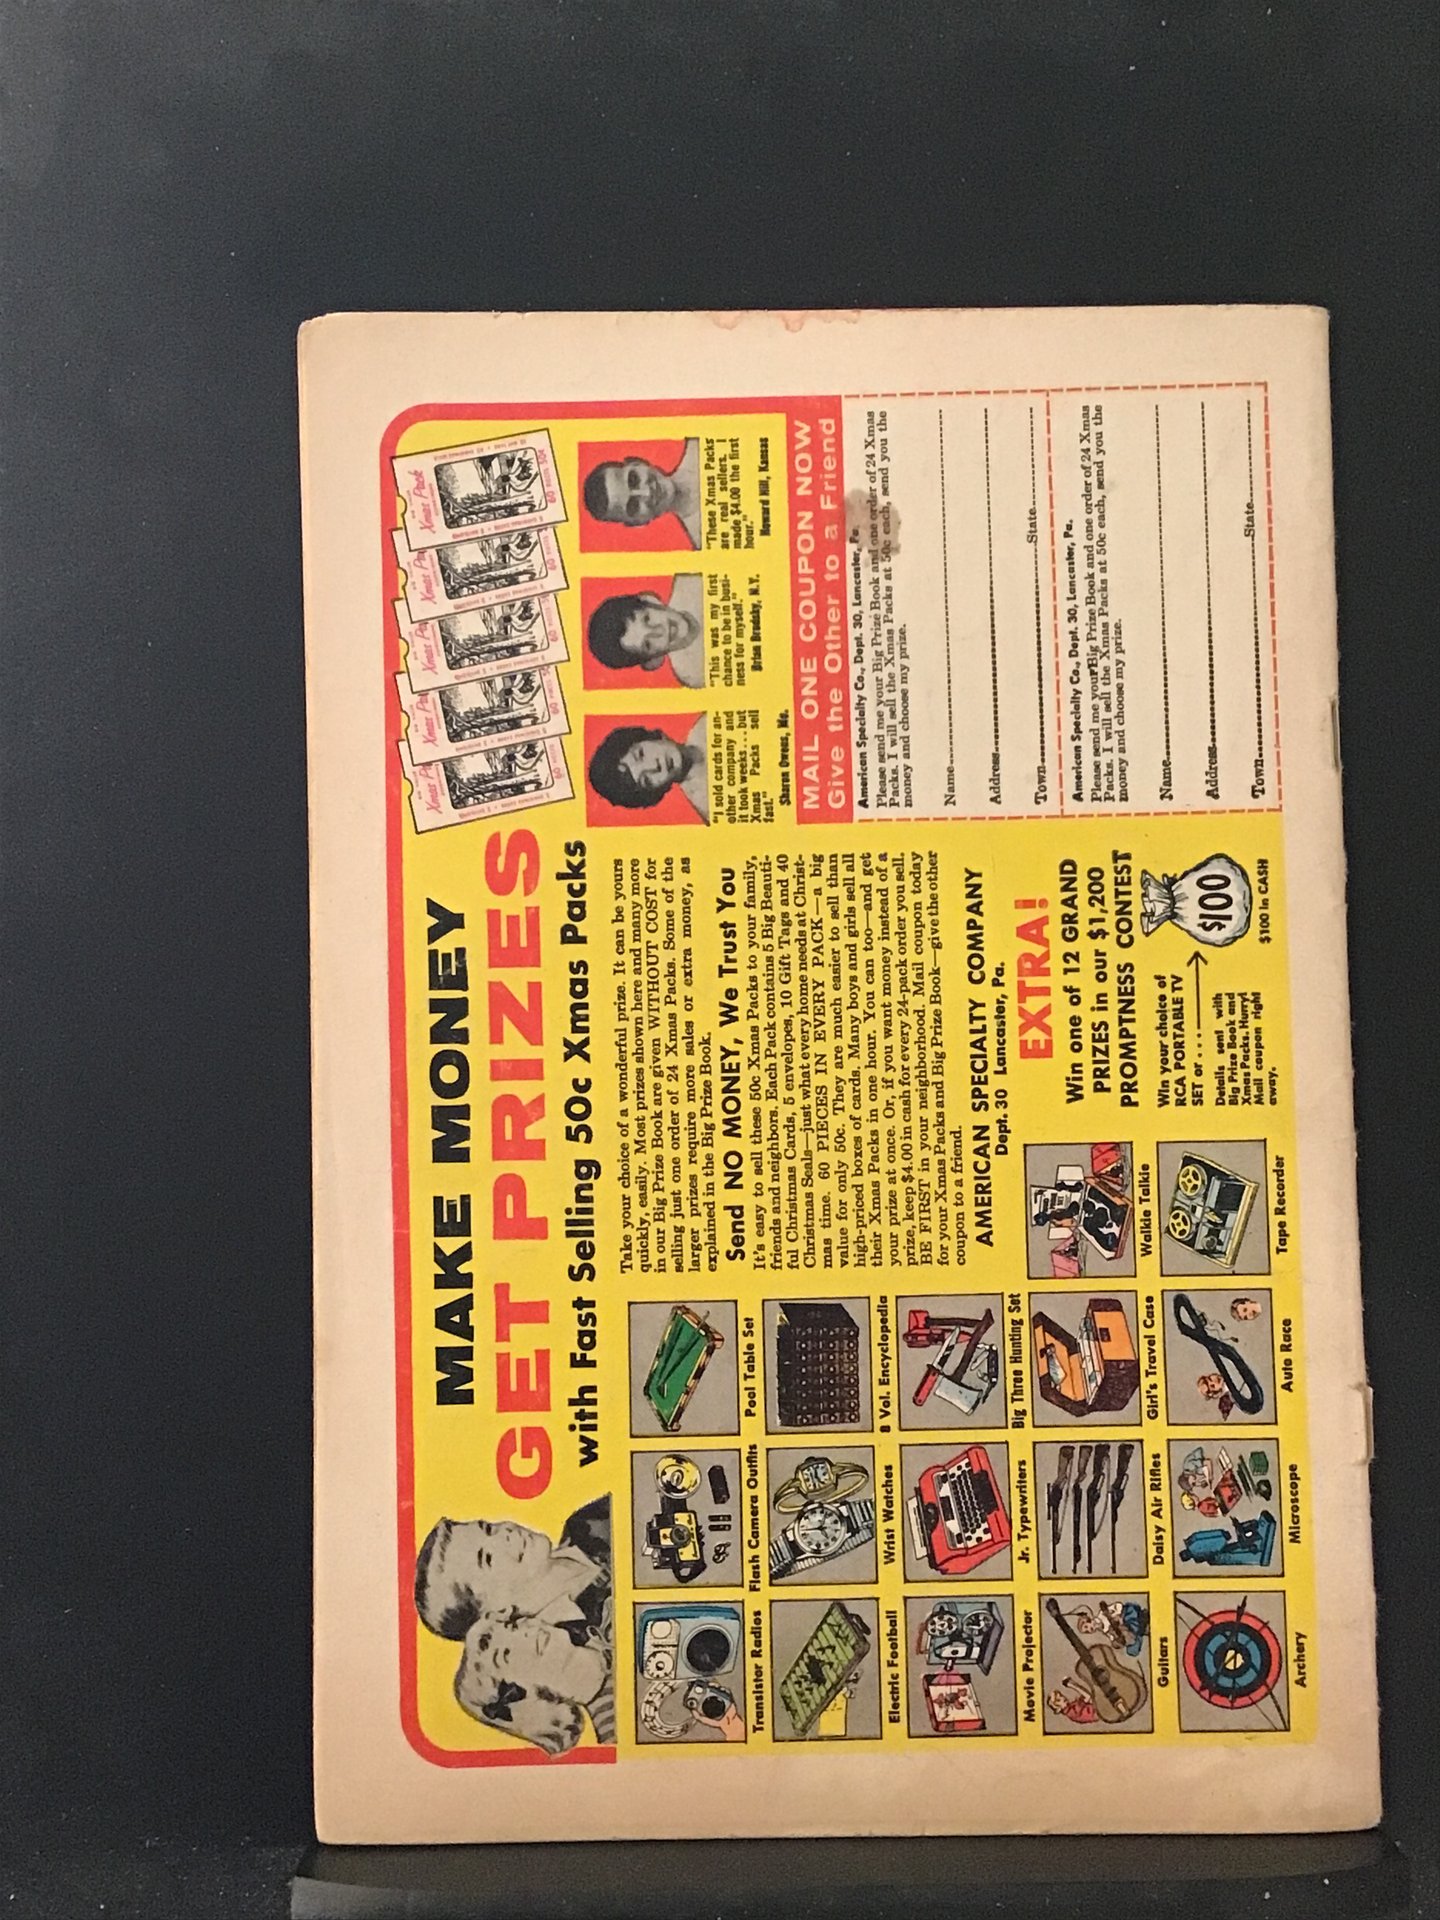 MAKE MONEY
GET PRIZES
with Fast Selling 50c Xmas Packs
Xmas Pack
Transistor Radios
Flash Camera Outfits
Pool Table Set
Electric Football
Wrist Watches
8 Vol. Encyclopedia
Movie Projector
Jr. Typewriters
Big Three Hunting Set
Guitars
Daisy Air Rifles
Girl's Travel Case
Walkie Talkie
Archery
Microscope
Auto Race
Tape Recorder
Take your choice of a wonderful prize. It can be yours
quickly, easily. Most prizes shown here and many more
in our Big Prize Book are given WITHOUT COST for
selling just one order of 24 Xmas Packs. Some of the
larger prizes require more sales or extra money, as
explained in the Big Prize Book.
Send NO MONEY, We Trust You
It's easy to sell these 50c Xmas Packs to your family,
friends and neighbors. Each Pack contains 5 Big Beauti-
ful Christmas Cards, 5 envelopes, 10 Gift Tags and 40
Christmas Seals—just what every home needs at Christ-
mas time. 60 PIECES IN EVERY PACK—a big
value for only 50c. They are much easier to sell than
high-priced boxes of cards. Many boys and girls sell all
their Xmas Packs in one hour. You can too—and get
your prize at once. Or, if you want money instead of a
prize, keep $4.00 in cash for every 24-pack order you sell.
BE FIRST in your neighborhood. Mail coupon today
for your Xmas Packs and Big Prize Book—give the other
coupon to a friend.
AMERICAN SPECIALTY COMPANY
Dept. 30 Lancaster, Pa.
EXTRA!
Win one of 12 GRAND
PRIZES in our $1,200
PROMPTNESS CONTEST
Win your choice of
RCA PORTABLE TV
SET or ....
Details sent with
Big Prize Book and
Xmas Packs. Hurry!
Mail coupon right
away.
$100
$100 in CASH
"I sold cards for an-
other company and
it took weeks...but
Xmas Packs sell
fast."
Sharon Owens, Mo.
"This was my first
chance to be in busi-
ness for myself."
Brian Brodsky, N.Y.
"These Xmas Packs
are real sellers. I
made $4.00 the first
hour."
Howard Hill, Kansas
MAIL ONE COUPON NOW
Give the Other to a Friend
American Specialty Co., Dept. 30, Lancaster, Pa.
Please send me your Big Prize Book and one order of 24 Xmas
Packs. I will sell the Xmas Packs at 50c each, send you the
money and choose my prize.
Name
Address
Town State
American Specialty Co., Dept. 30, Lancaster, Pa.
Please send me your Big Prize Book and one order of 24 Xmas
Packs. I will sell the Xmas Packs at 50c each, send you the
money and choose my prize.
Name
Address
Town State